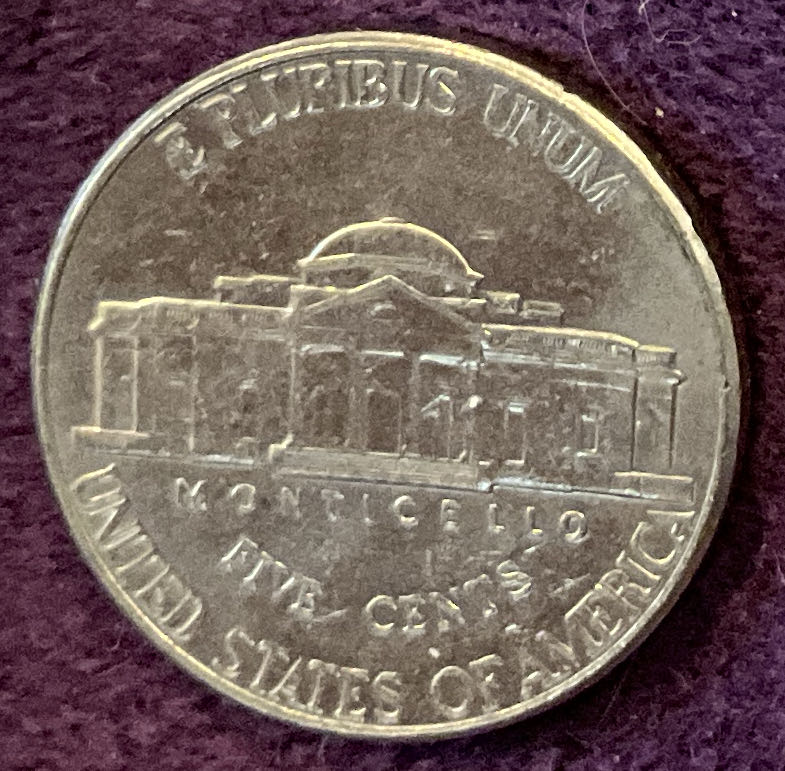 E PLURIBUS UNUM
MONTICELLO
FIVE CENTS
UNITED STATES OF AMERICA